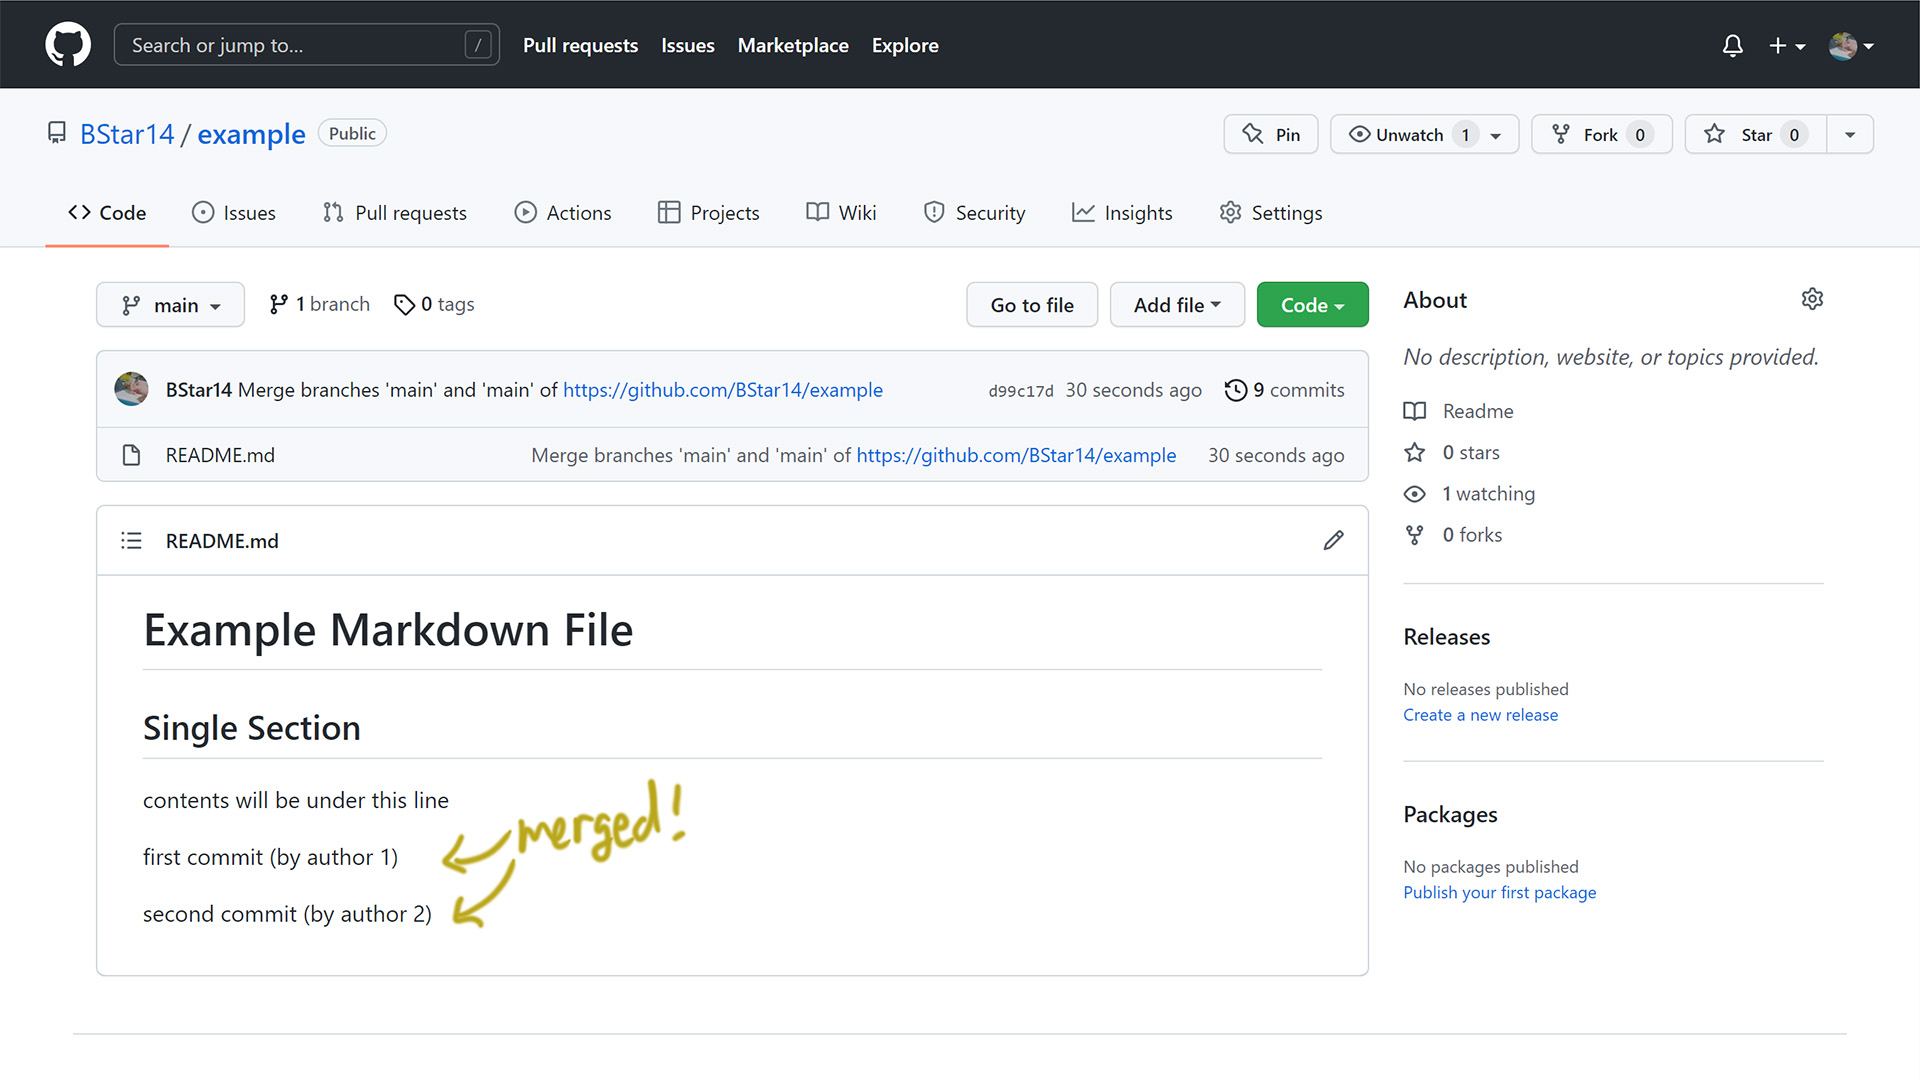 Search or jump to... / Pull requests Issues Marketplace Explore
BStar14 / example Public Pin Unwatch 1 Fork 0 Star 0
Code Issues Pull requests Actions Projects Wiki Security Insights Settings
main 1 branch 0 tags Go to file Add file Code
BStar14 Merge branches 'main' and 'main' of https://github.com/BStar14/example d99c17d 30 seconds ago 9 commits
README.md Merge branches 'main' and 'main' of https://github.com/BStar14/example 30 seconds ago
README.md
Example Markdown File
Single Section
contents will be under this line
merged!
first commit (by author 1)
second commit (by author 2)
About
No description, website, or topics provided.
Readme
0 stars
1 watching
0 forks
Releases
No releases published
Create a new release
Packages
No packages published
Publish your first package